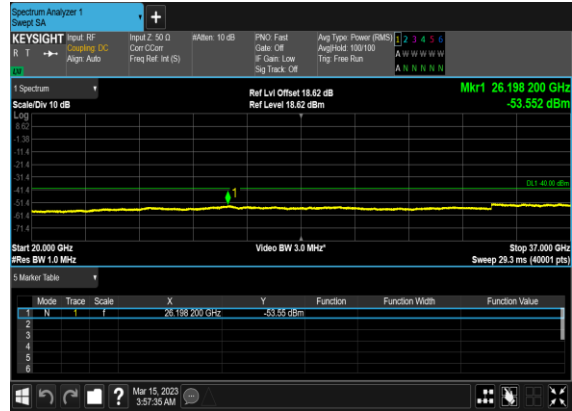 Spectrum Analyzer 1
Swept SA
+
KEYSIGHT Input: RF Input Z: 50 Ω #Atten: 10 dB PNO: Fast Avg Type: Power (RMS) 1 2 3 4 5 6
R T Coupling: DC Corr CCorr Gate: Off Avg|Hold: 100/100 A W W W W W
Align: Auto Freq Ref: Int (S) IF Gain: Low Trig: Free Run
Sig Track: Off A N N N N N
1 Spectrum Ref Lvl Offset 18.62 dB Mkr1 26.198 200 GHz
Scale/Div 10 dB Ref Level 18.62 dBm -53.552 dBm
Log
8.62
-1.38
-11.4
-21.4
-31.4
DL1 -40.00 dBm
-41.4
1
-51.4
-61.4
-71.4
Start 20.000 GHz Video BW 3.0 MHz* Stop 37.000 GHz
#Res BW 1.0 MHz Sweep 29.3 ms (40001 pts)
5 Marker Table
Mode Trace Scale X Y Function Function Width Function Value
1 N 1 f 26.198 200 GHz -53.55 dBm
2
3
4
5
6
? Mar 15, 2023
3:57:35 AM